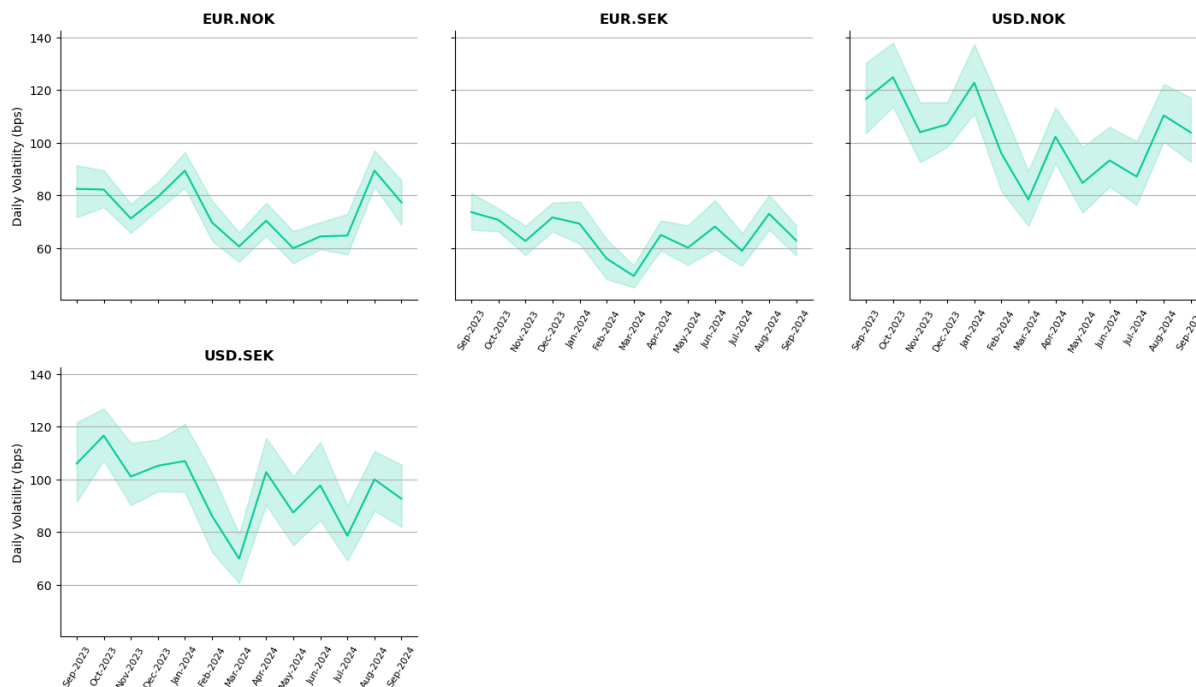 EUR.NOK
EUR.SEK
USD.NOK
Daily Volatility (bps)
140
120
100
80
60
Sep-2023
Oct-2023
Nov-2023
Dec-2023
Jan-2024
Feb-2024
Mar-2024
Apr-2024
May-2024
Jun-2024
Jul-2024
Aug-2024
Sep-2024
Sep-2023
Oct-2023
Nov-2023
Dec-2023
Jan-2024
Feb-2024
Mar-2024
Apr-2024
May-2024
Jun-2024
Jul-2024
Aug-2024
USD.SEK
Daily Volatility (bps)
140
120
100
80
60
Sep-2023
Oct-2023
Nov-2023
Dec-2023
Jan-2024
Feb-2024
Mar-2024
Apr-2024
May-2024
Jun-2024
Jul-2024
Aug-2024
Sep-2024